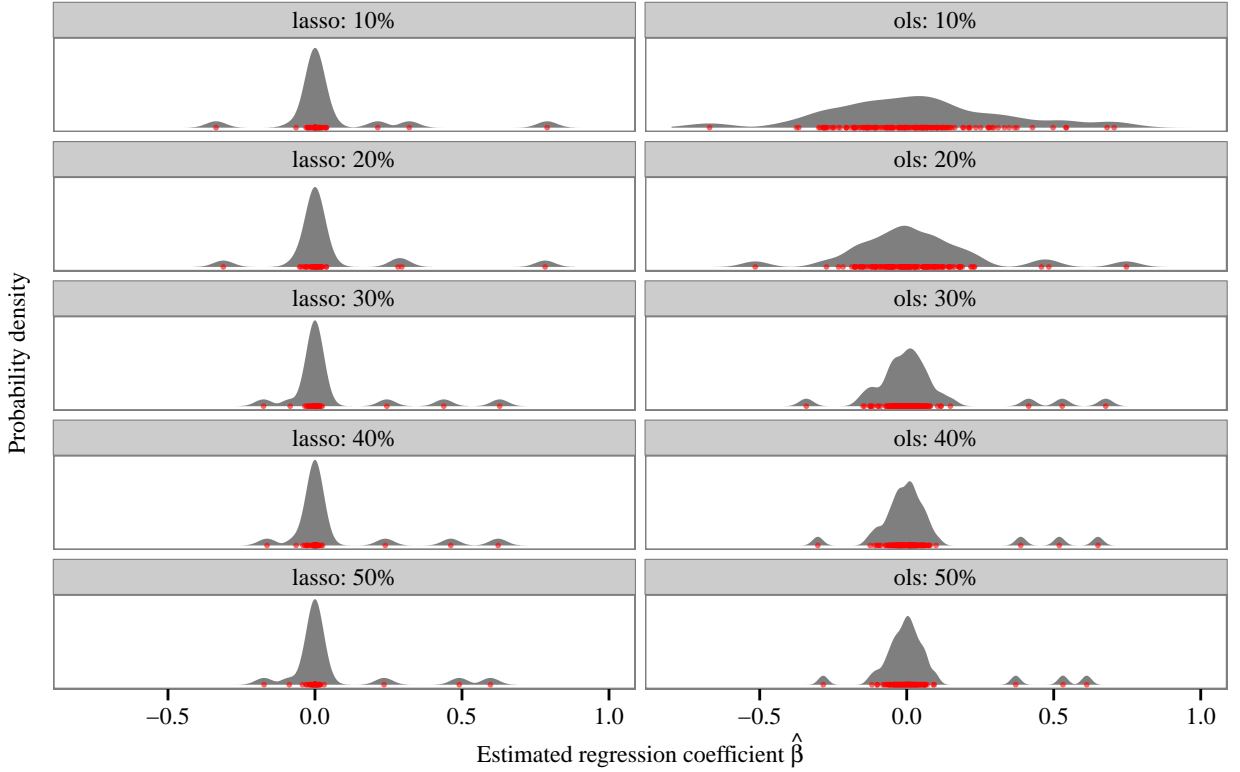 lasso: 10%
ols: 10%
lasso: 20%
ols: 20%
lasso: 30%
ols: 30%
lasso: 40%
ols: 40%
lasso: 50%
ols: 50%
Probability density
−0.5 0.0 0.5 1.0
−0.5 0.0 0.5 1.0
Estimated regression coefficient β̂